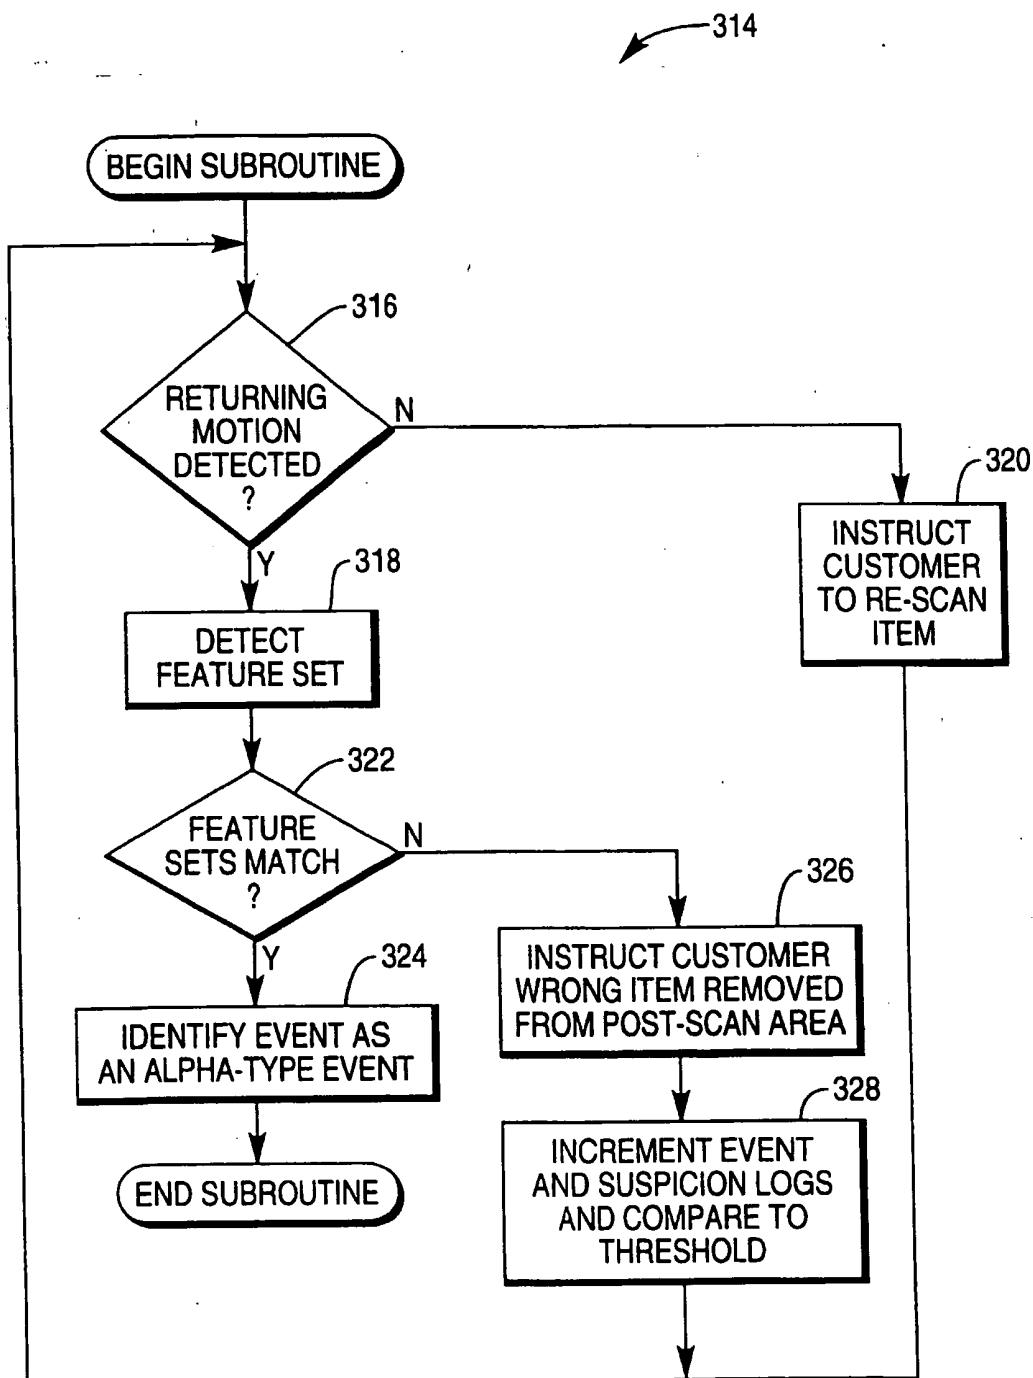 314
BEGIN SUBROUTINE
316
RETURNING
MOTION
DETECTED
?
N
Y
320
INSTRUCT
CUSTOMER
TO RE-SCAN
ITEM
318
DETECT
FEATURE SET
322
FEATURE
SETS MATCH
?
N
Y
326
INSTRUCT CUSTOMER
WRONG ITEM REMOVED
FROM POST-SCAN AREA
324
IDENTIFY EVENT AS
AN ALPHA-TYPE EVENT
328
INCREMENT EVENT
AND SUSPICION LOGS
AND COMPARE TO
THRESHOLD
END SUBROUTINE